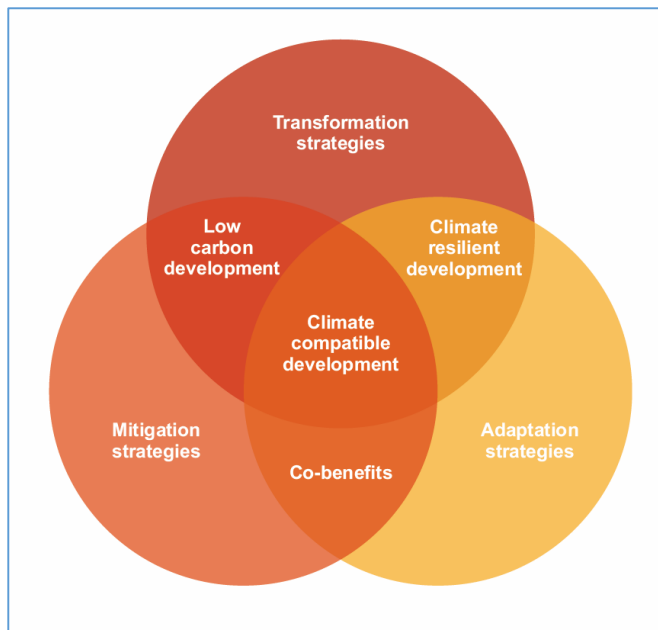 Transformation
strategies
Low
carbon
development
Climate
resilient
development
Climate
compatible
development
Mitigation
strategies
Adaptation
strategies
Co-benefits